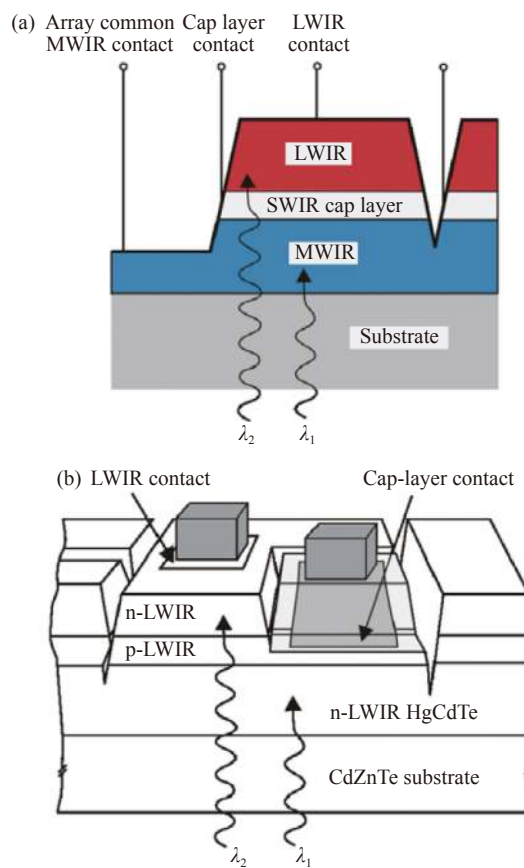 (a) Array common Cap layer LWIR
MWIR contact contact contact
LWIR
SWIR cap layer
MWIR
Substrate
λ2 λ1
(b) LWIR contact Cap-layer contact
n-LWIR
p-LWIR
n-LWIR HgCdTe
CdZnTe substrate
λ2 λ1